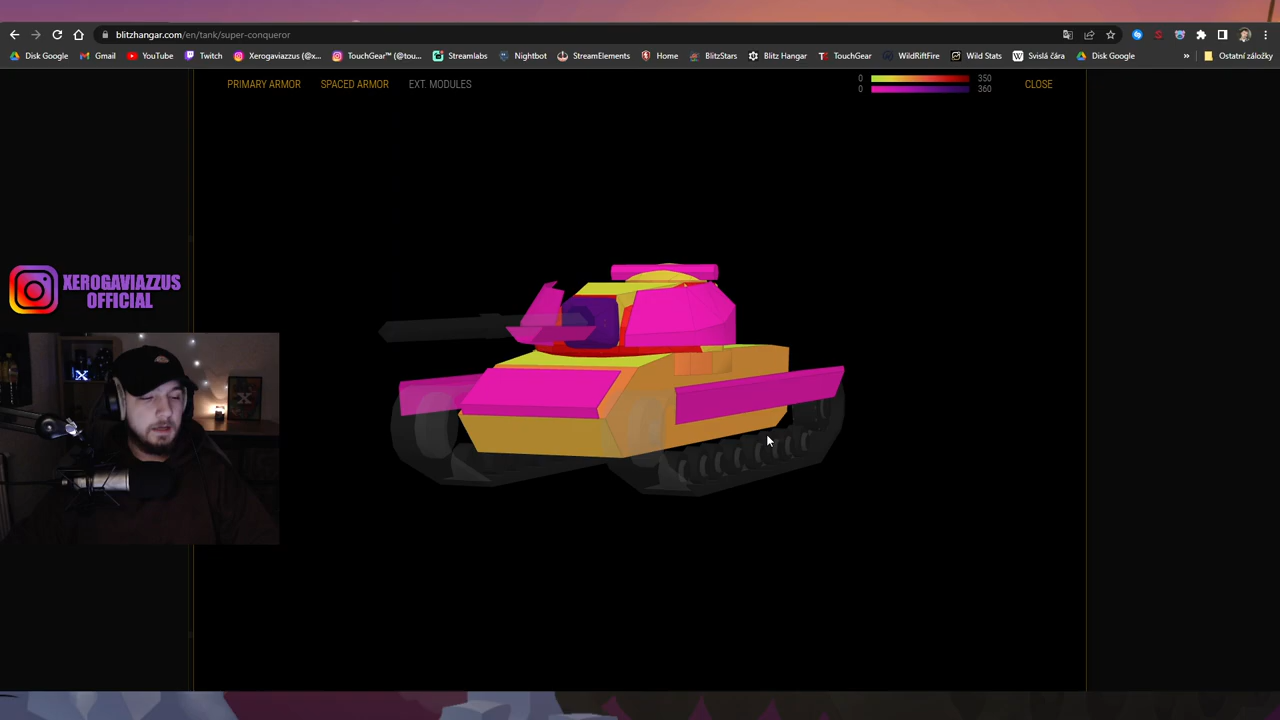 blitzhangar.com/en/tank/super-conqueror
Disk Google
Gmail
YouTube
Twitch
Xerogaviazzus (@x...
TouchGear™ (@tou...
Streamlabs
Nightbot
StreamElements
Home
BlitzStars
Blitz Hangar
TouchGear
WildRiftFire
Wild Stats
Svislá čára
Disk Google
»
Ostatní záložky
PRIMARY ARMOR
SPACED ARMOR
EXT. MODULES
0
350
0
360
CLOSE
XEROGAVIAZZUS
OFFICIAL
X
X